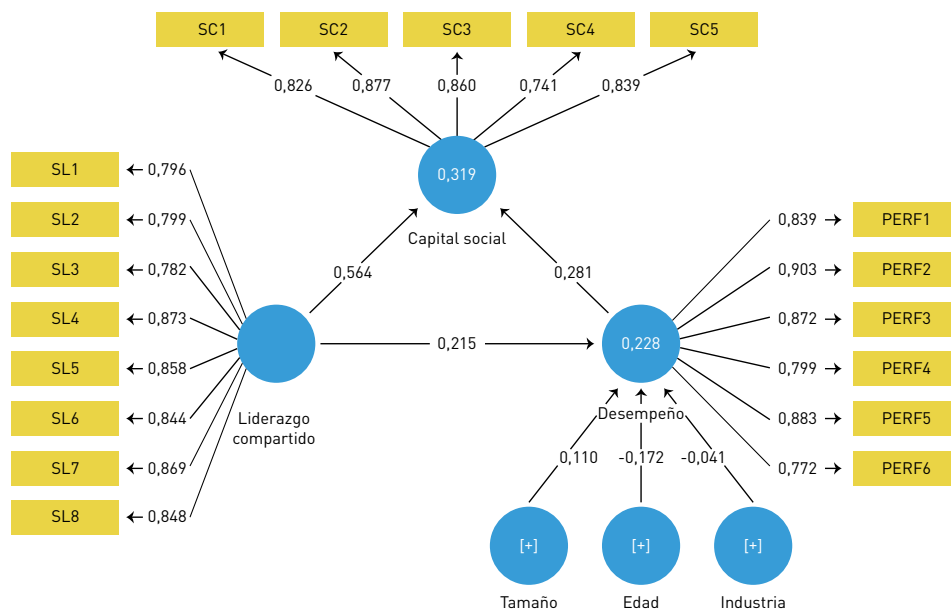 SC1
SC2
SC3
SC4
SC5
0,826
0,877
0,860
0,741
0,839
0,319
Capital social
SL1
SL2
SL3
SL4
SL5
SL6
SL7
SL8
0,796
0,799
0,782
0,873
0,858
0,844
0,869
0,848
Liderazgo
compartido
0,564
0,281
0,215
0,228
Desempeño
0,839
0,903
0,872
0,799
0,883
0,772
PERF1
PERF2
PERF3
PERF4
PERF5
PERF6
0,110
-0,172
-0,041
[+]
[+]
[+]
Tamaño
Edad
Industria